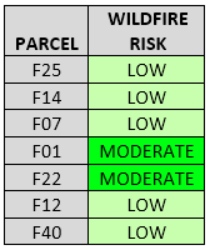 PARCEL WILDFIRE RISK
F25 LOW
F14 LOW
F07 LOW
F01 MODERATE
F22 MODERATE
F12 LOW
F40 LOW